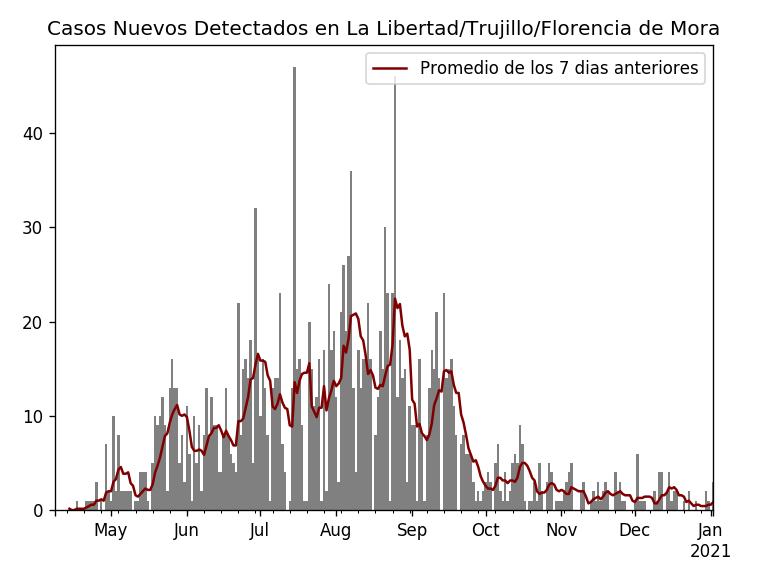 Casos Nuevos Detectados en La Libertad/Trujillo/Florencia de Mora
Promedio de los 7 dias anteriores
40
30
20
10
0
May Jun Jul Aug Sep Oct Nov Dec Jan
2021